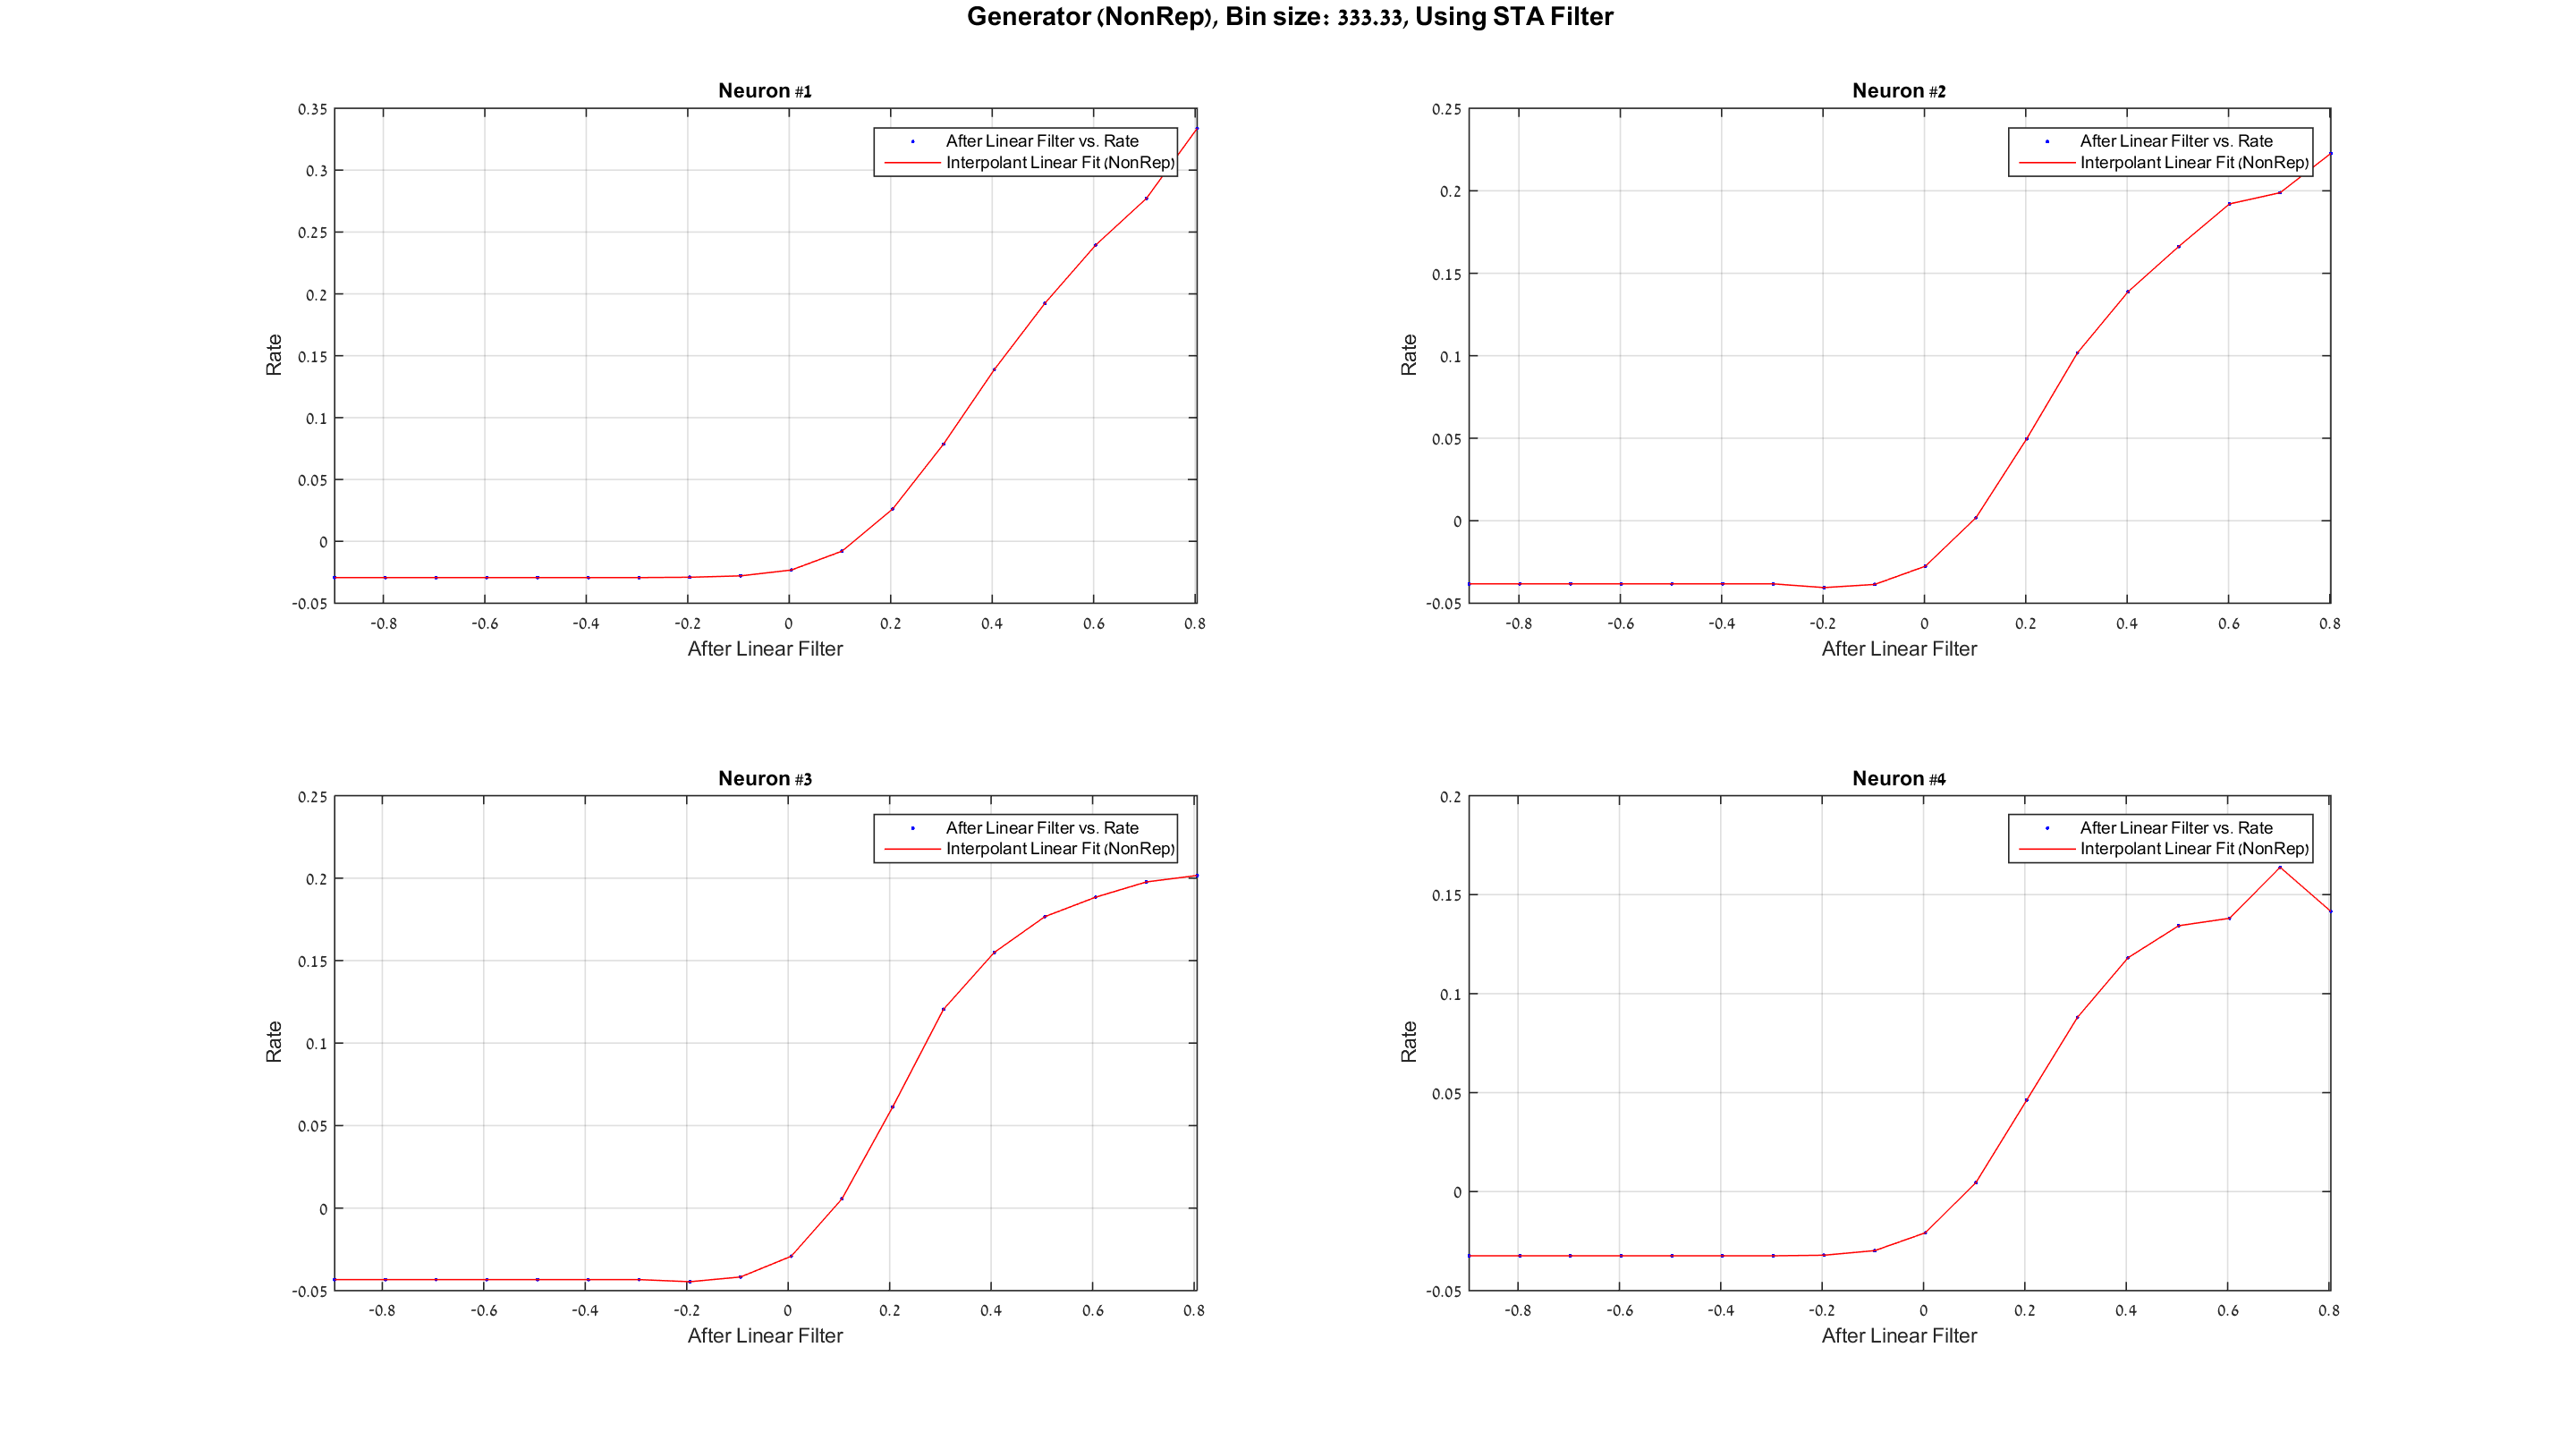 Generator (NonRep), Bin size: 333.33, Using STA Filter
Neuron #1
0.35
0.3
0.25
0.2
0.15
0.1
0.05
0
-0.05
Rate
After Linear Filter vs. Rate
Interpolant Linear Fit (NonRep)
-0.8 -0.6 -0.4 -0.2 0 0.2 0.4 0.6 0.8
After Linear Filter
Neuron #2
0.25
0.2
0.15
0.1
0.05
0
-0.05
Rate
After Linear Filter vs. Rate
Interpolant Linear Fit (NonRep)
-0.8 -0.6 -0.4 -0.2 0 0.2 0.4 0.6 0.8
After Linear Filter
Neuron #3
0.25
0.2
0.15
0.1
0.05
0
-0.05
Rate
After Linear Filter vs. Rate
Interpolant Linear Fit (NonRep)
-0.8 -0.6 -0.4 -0.2 0 0.2 0.4 0.6 0.8
After Linear Filter
Neuron #4
0.2
0.15
0.1
0.05
0
-0.05
Rate
After Linear Filter vs. Rate
Interpolant Linear Fit (NonRep)
-0.8 -0.6 -0.4 -0.2 0 0.2 0.4 0.6 0.8
After Linear Filter